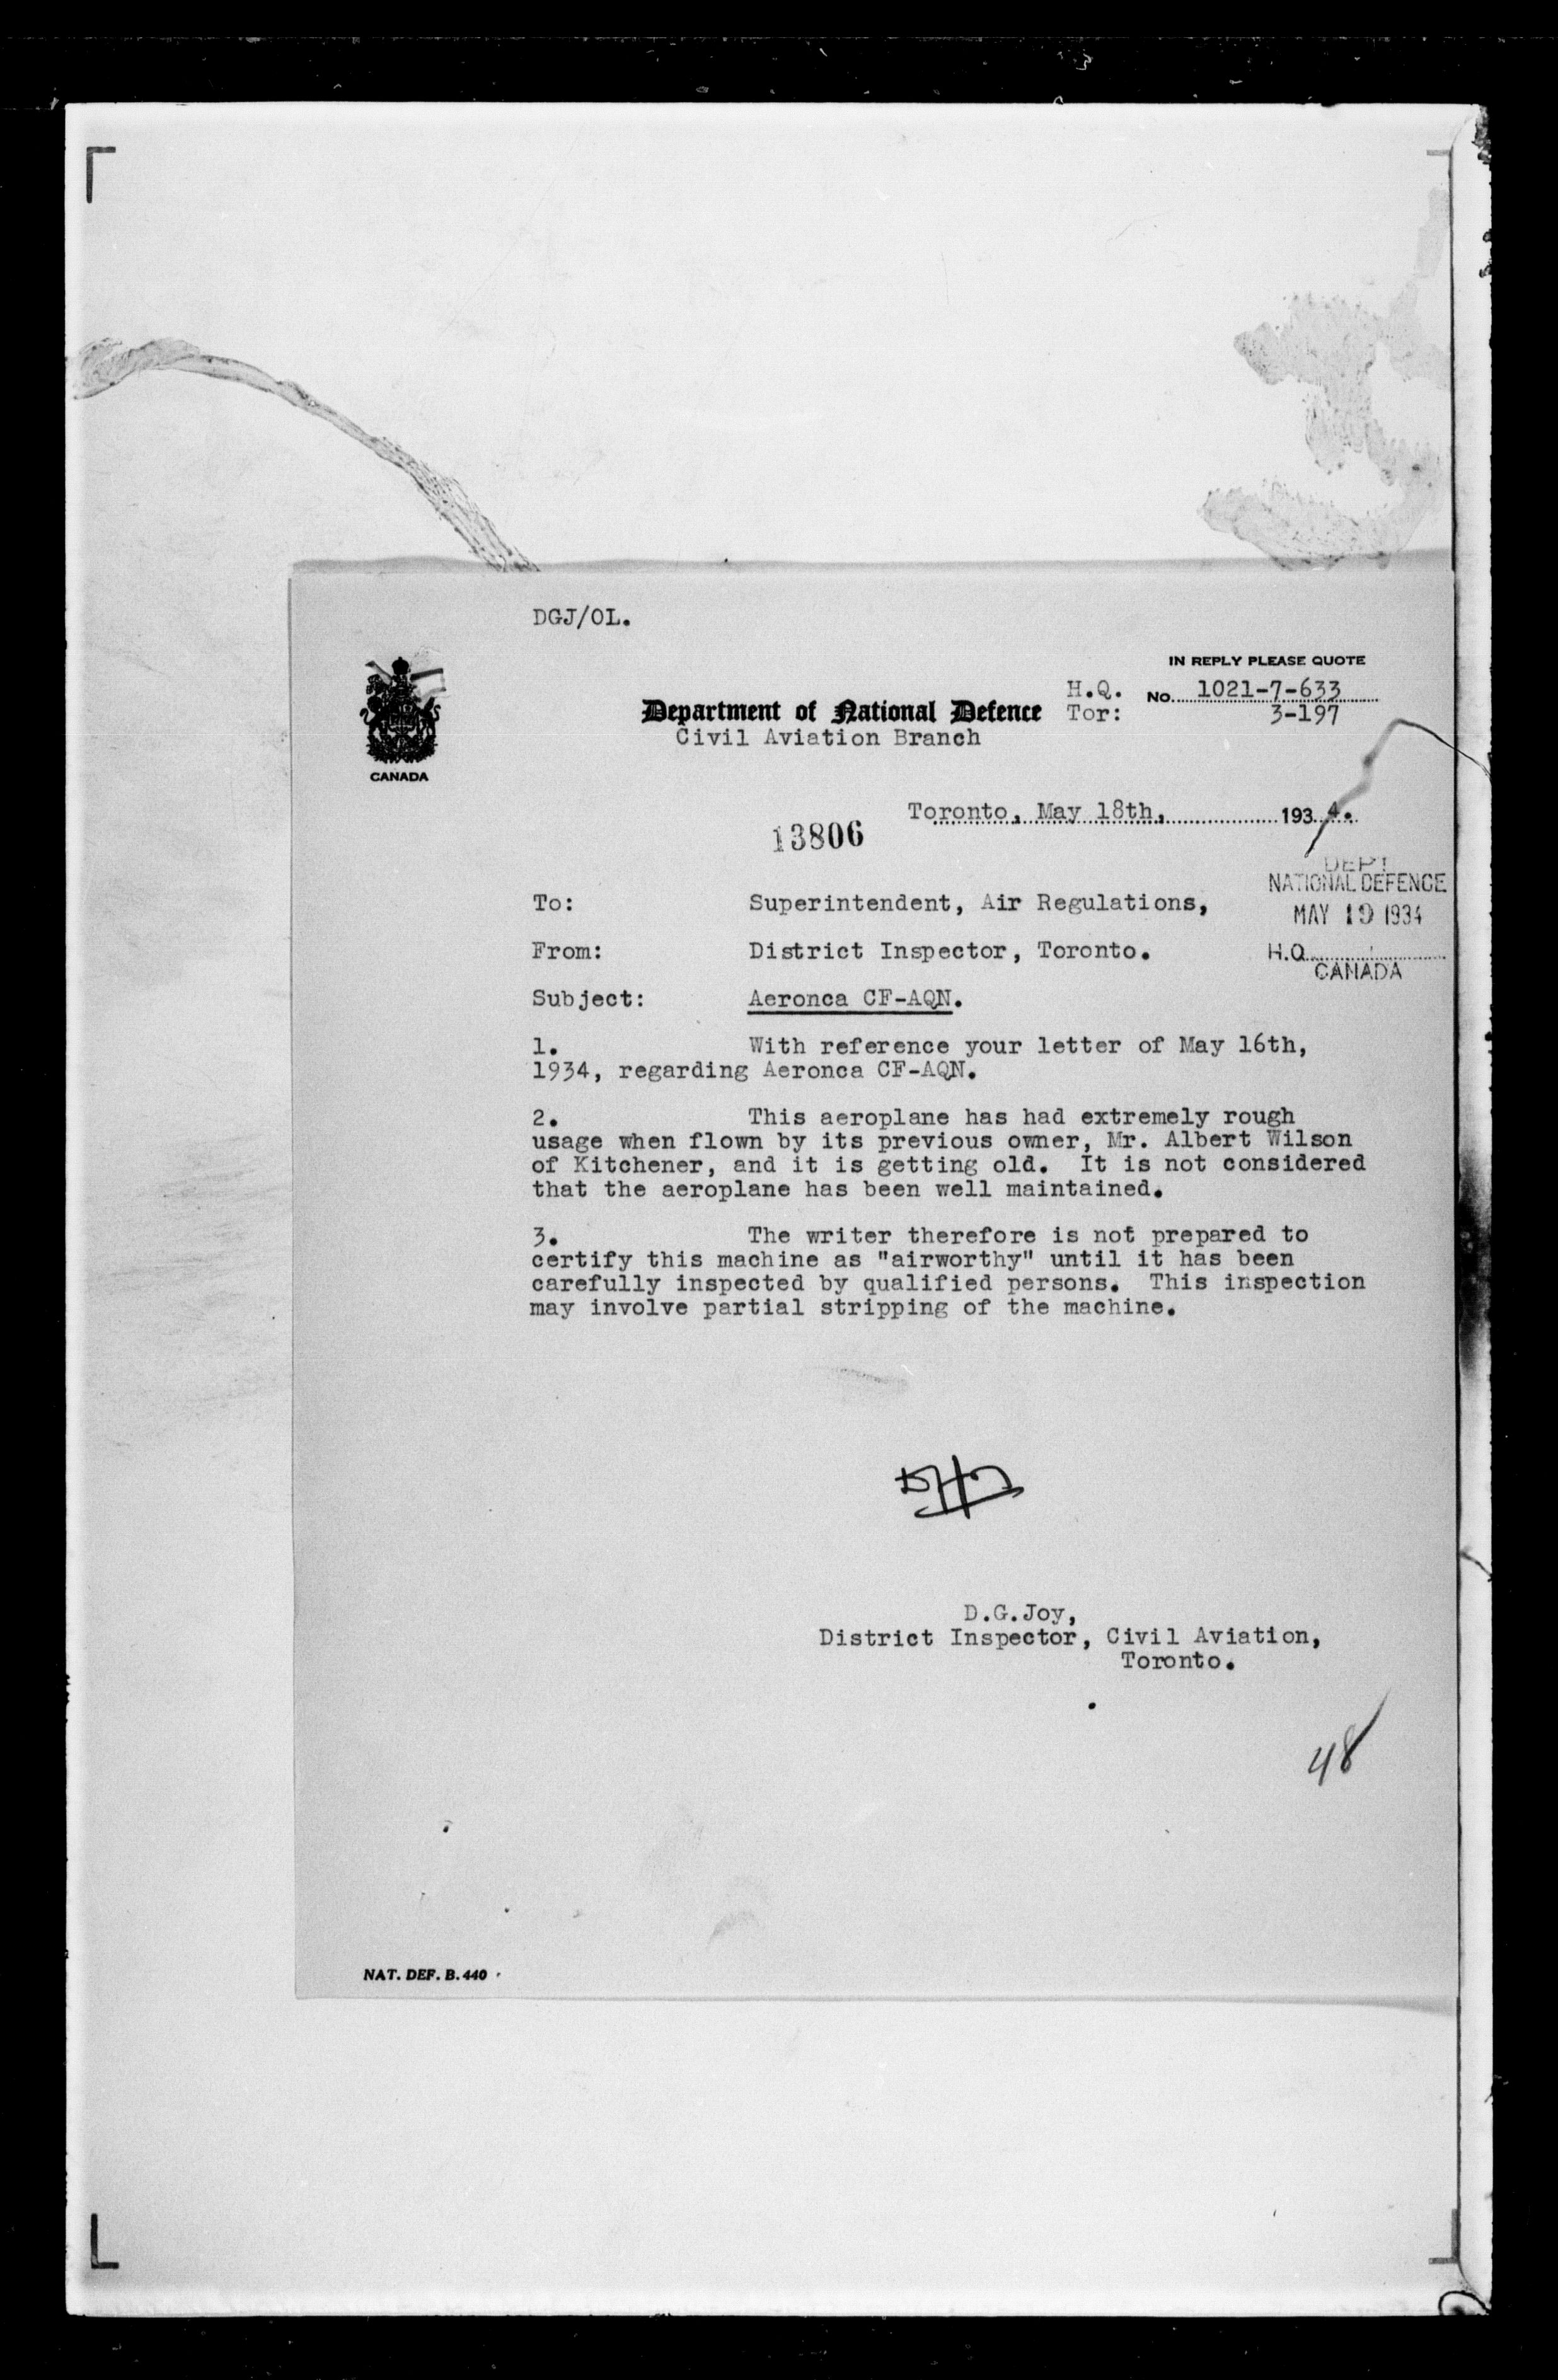 DGJ/OL.
IN REPLY PLEASE QUOTE
H.Q. No. 1021-7-633
Department of National Defence Tor: 3-197
Civil Aviation Branch
CANADA
Toronto, May 18th, 193 4.
13806
DEPT
NATIONAL DEFENCE
MAY 19 1934
H.Q.
CANADA
To: Superintendent, Air Regulations,
From: District Inspector, Toronto.
Subject: Aeronca CF-AQN.
1. With reference your letter of May 16th,
1934, regarding Aeronca CF-AQN.
2. This aeroplane has had extremely rough
usage when flown by its previous owner, Mr. Albert Wilson
of Kitchener, and it is getting old. It is not considered
that the aeroplane has been well maintained.
3. The writer therefore is not prepared to
certify this machine as "airworthy" until it has been
carefully inspected by qualified persons. This inspection
may involve partial stripping of the machine.
D.G.Joy,
District Inspector, Civil Aviation,
Toronto.
48
NAT. DEF. B. 440